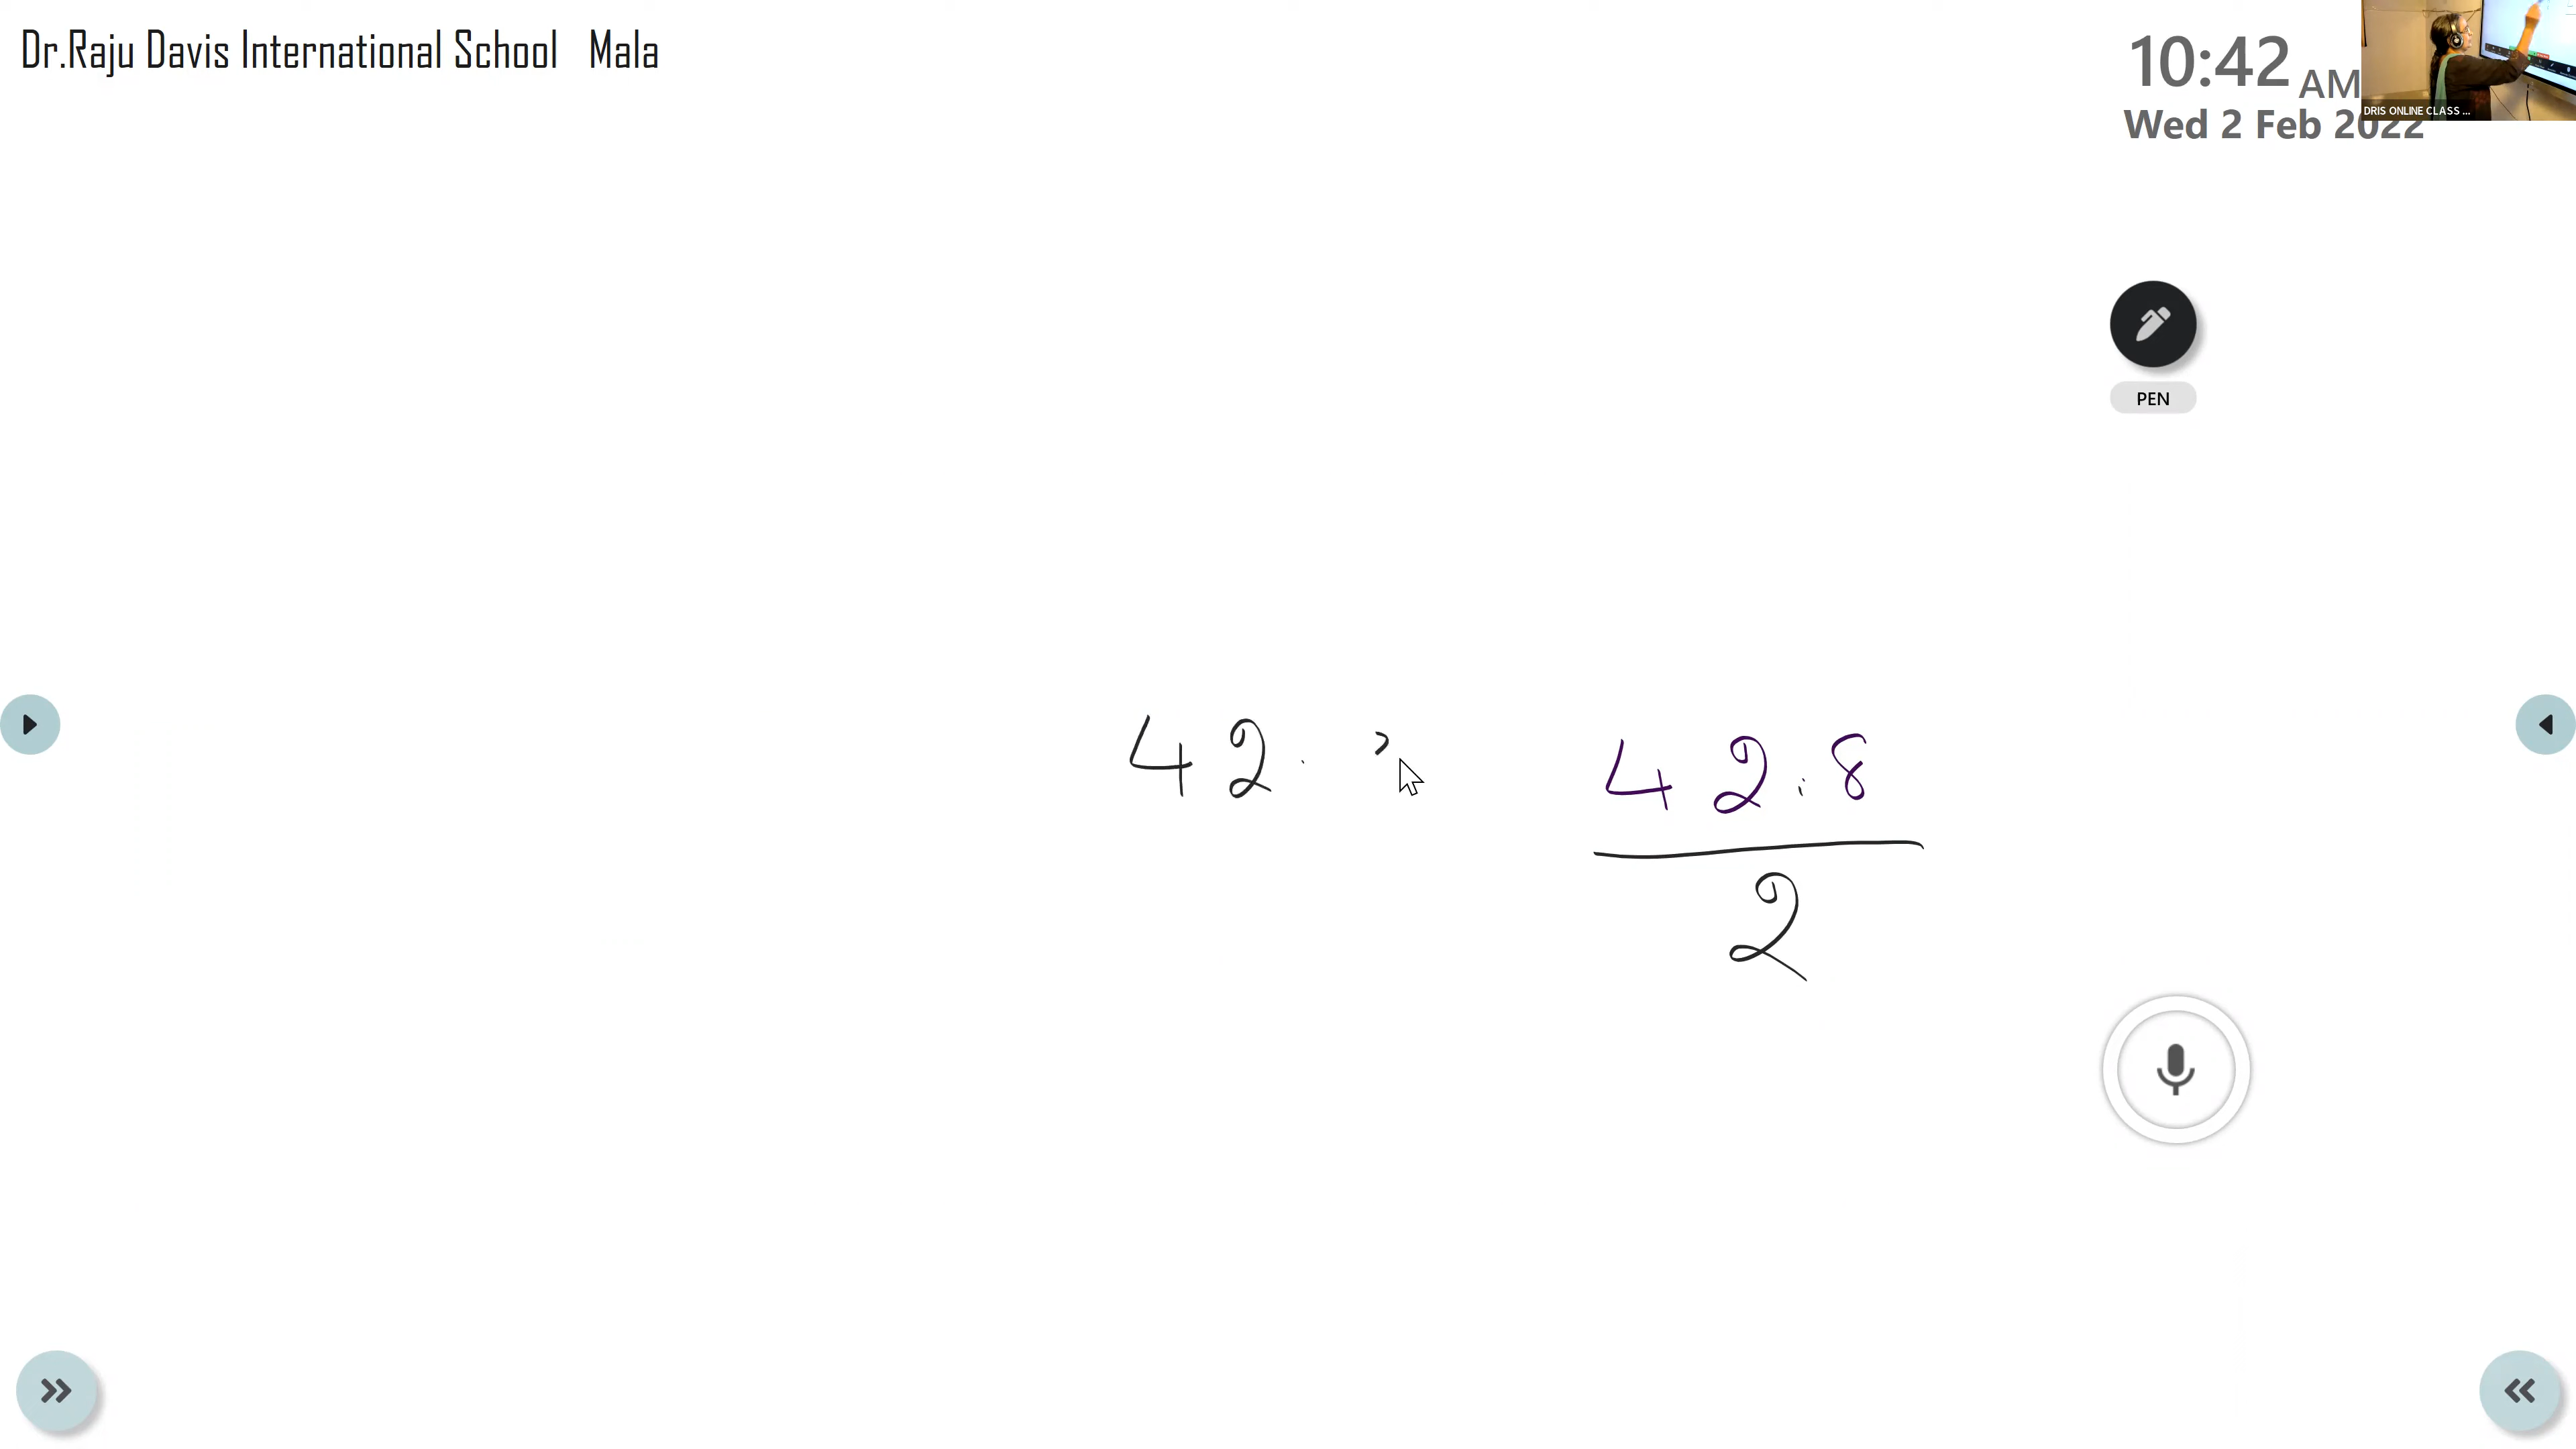 Dr.Raju Davis International School Mala
10:42 AM
Wed 2 Feb 2022
DRIS ONLINE CLASS ...
PEN
42.
42.8
2